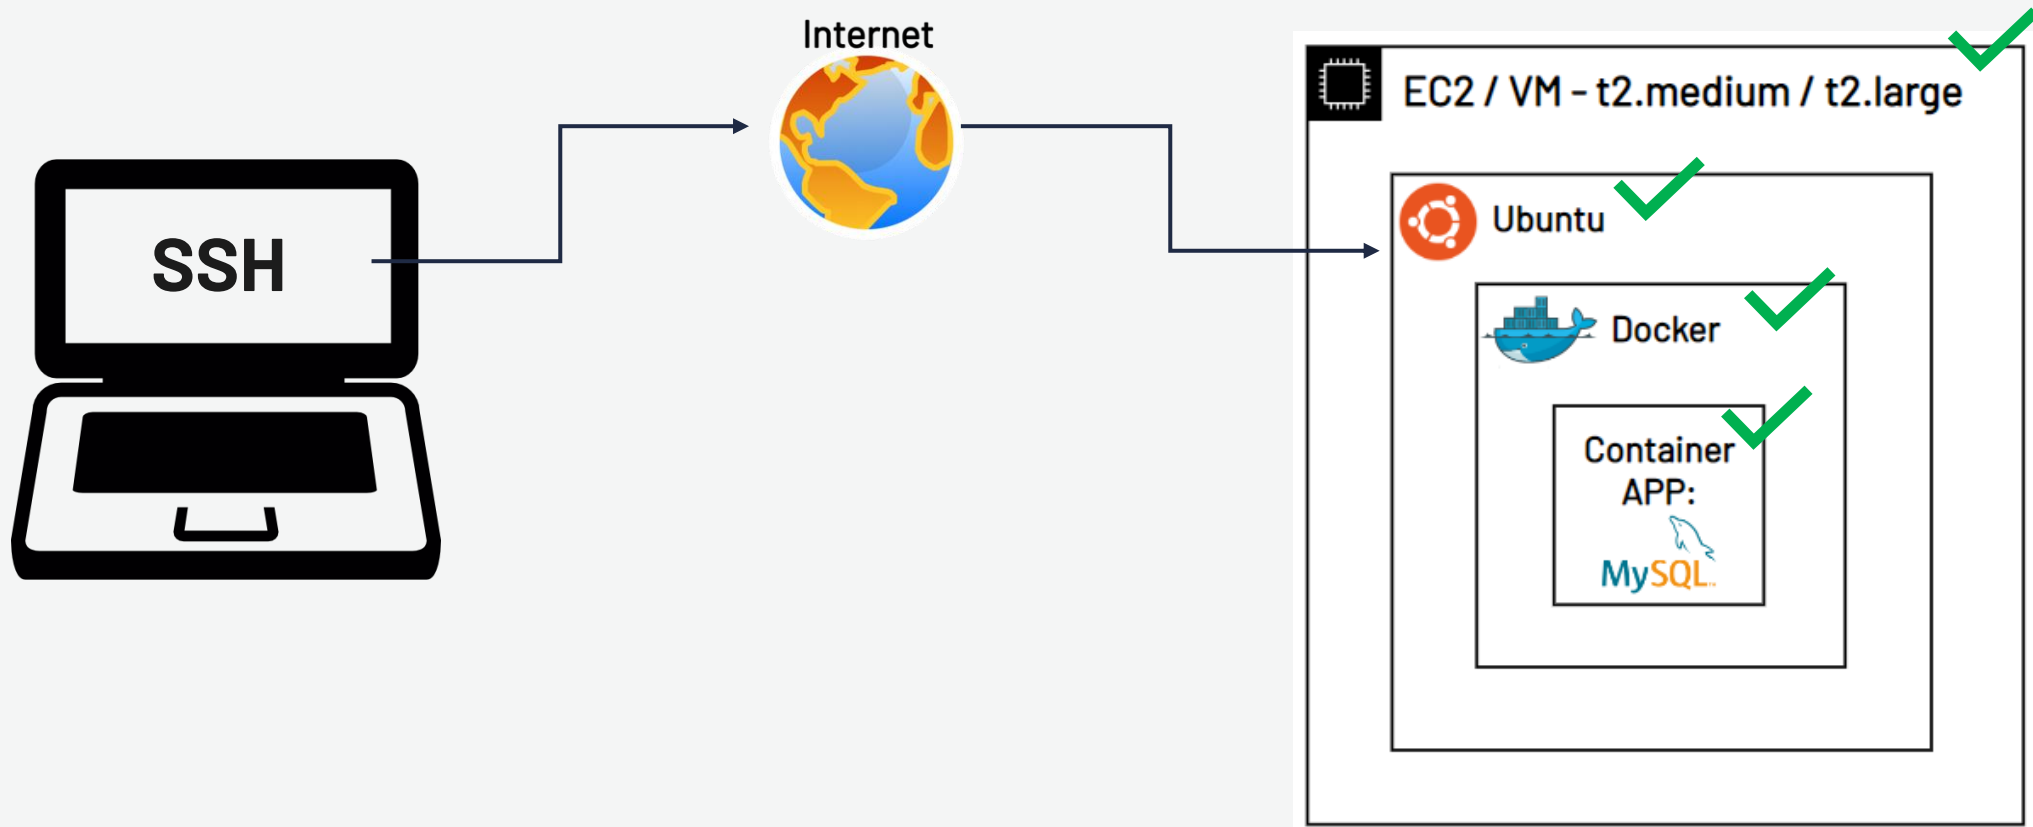 Internet
EC2 / VM - t2.medium / t2.large
SSH
Ubuntu
Docker
Container
APP:
MySQL